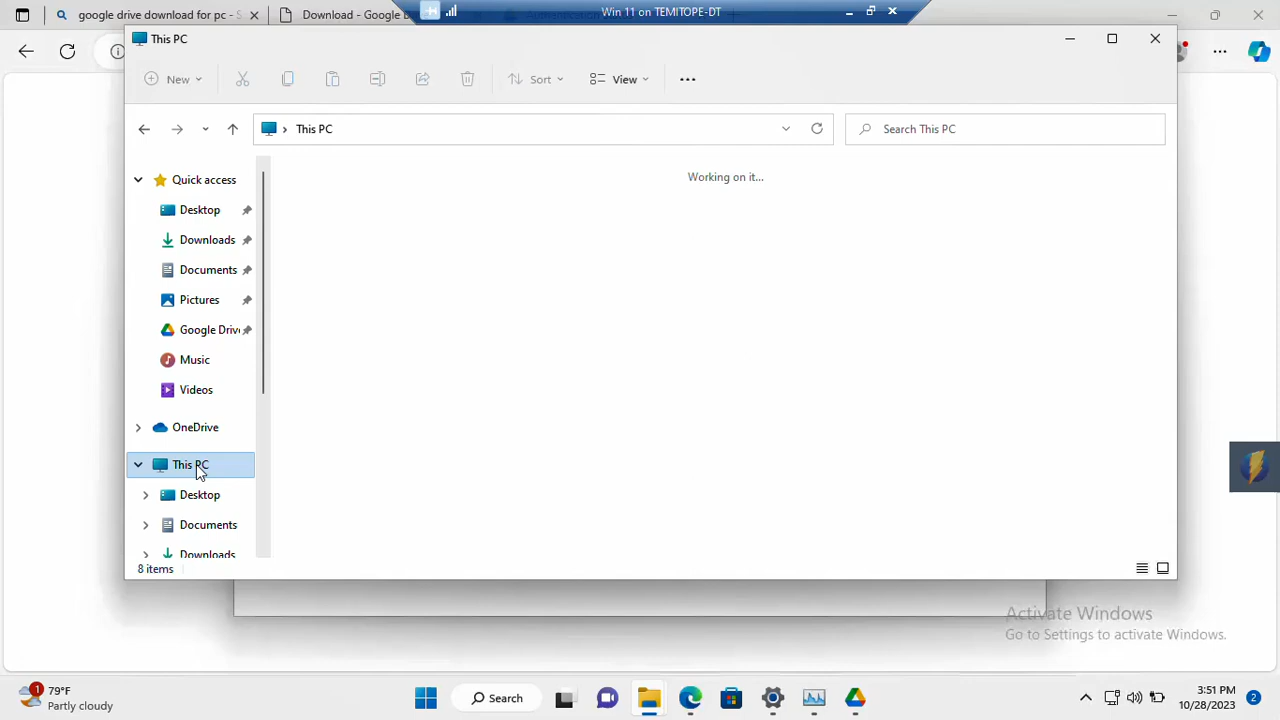 google drive download for pc - S
Download - Google D
Win 11 on TEMITOPE-DT
This PC
New
Sort
View
This PC
Search This PC
Working on it...
Quick access
Desktop
Downloads
Documents
Pictures
Google Driv
Music
Videos
OneDrive
This PC
Desktop
Documents
Downloads
8 items
Activate Windows
Go to Settings to activate Windows.
1
79°F
Partly cloudy
Search
3:51 PM
10/28/2023
2